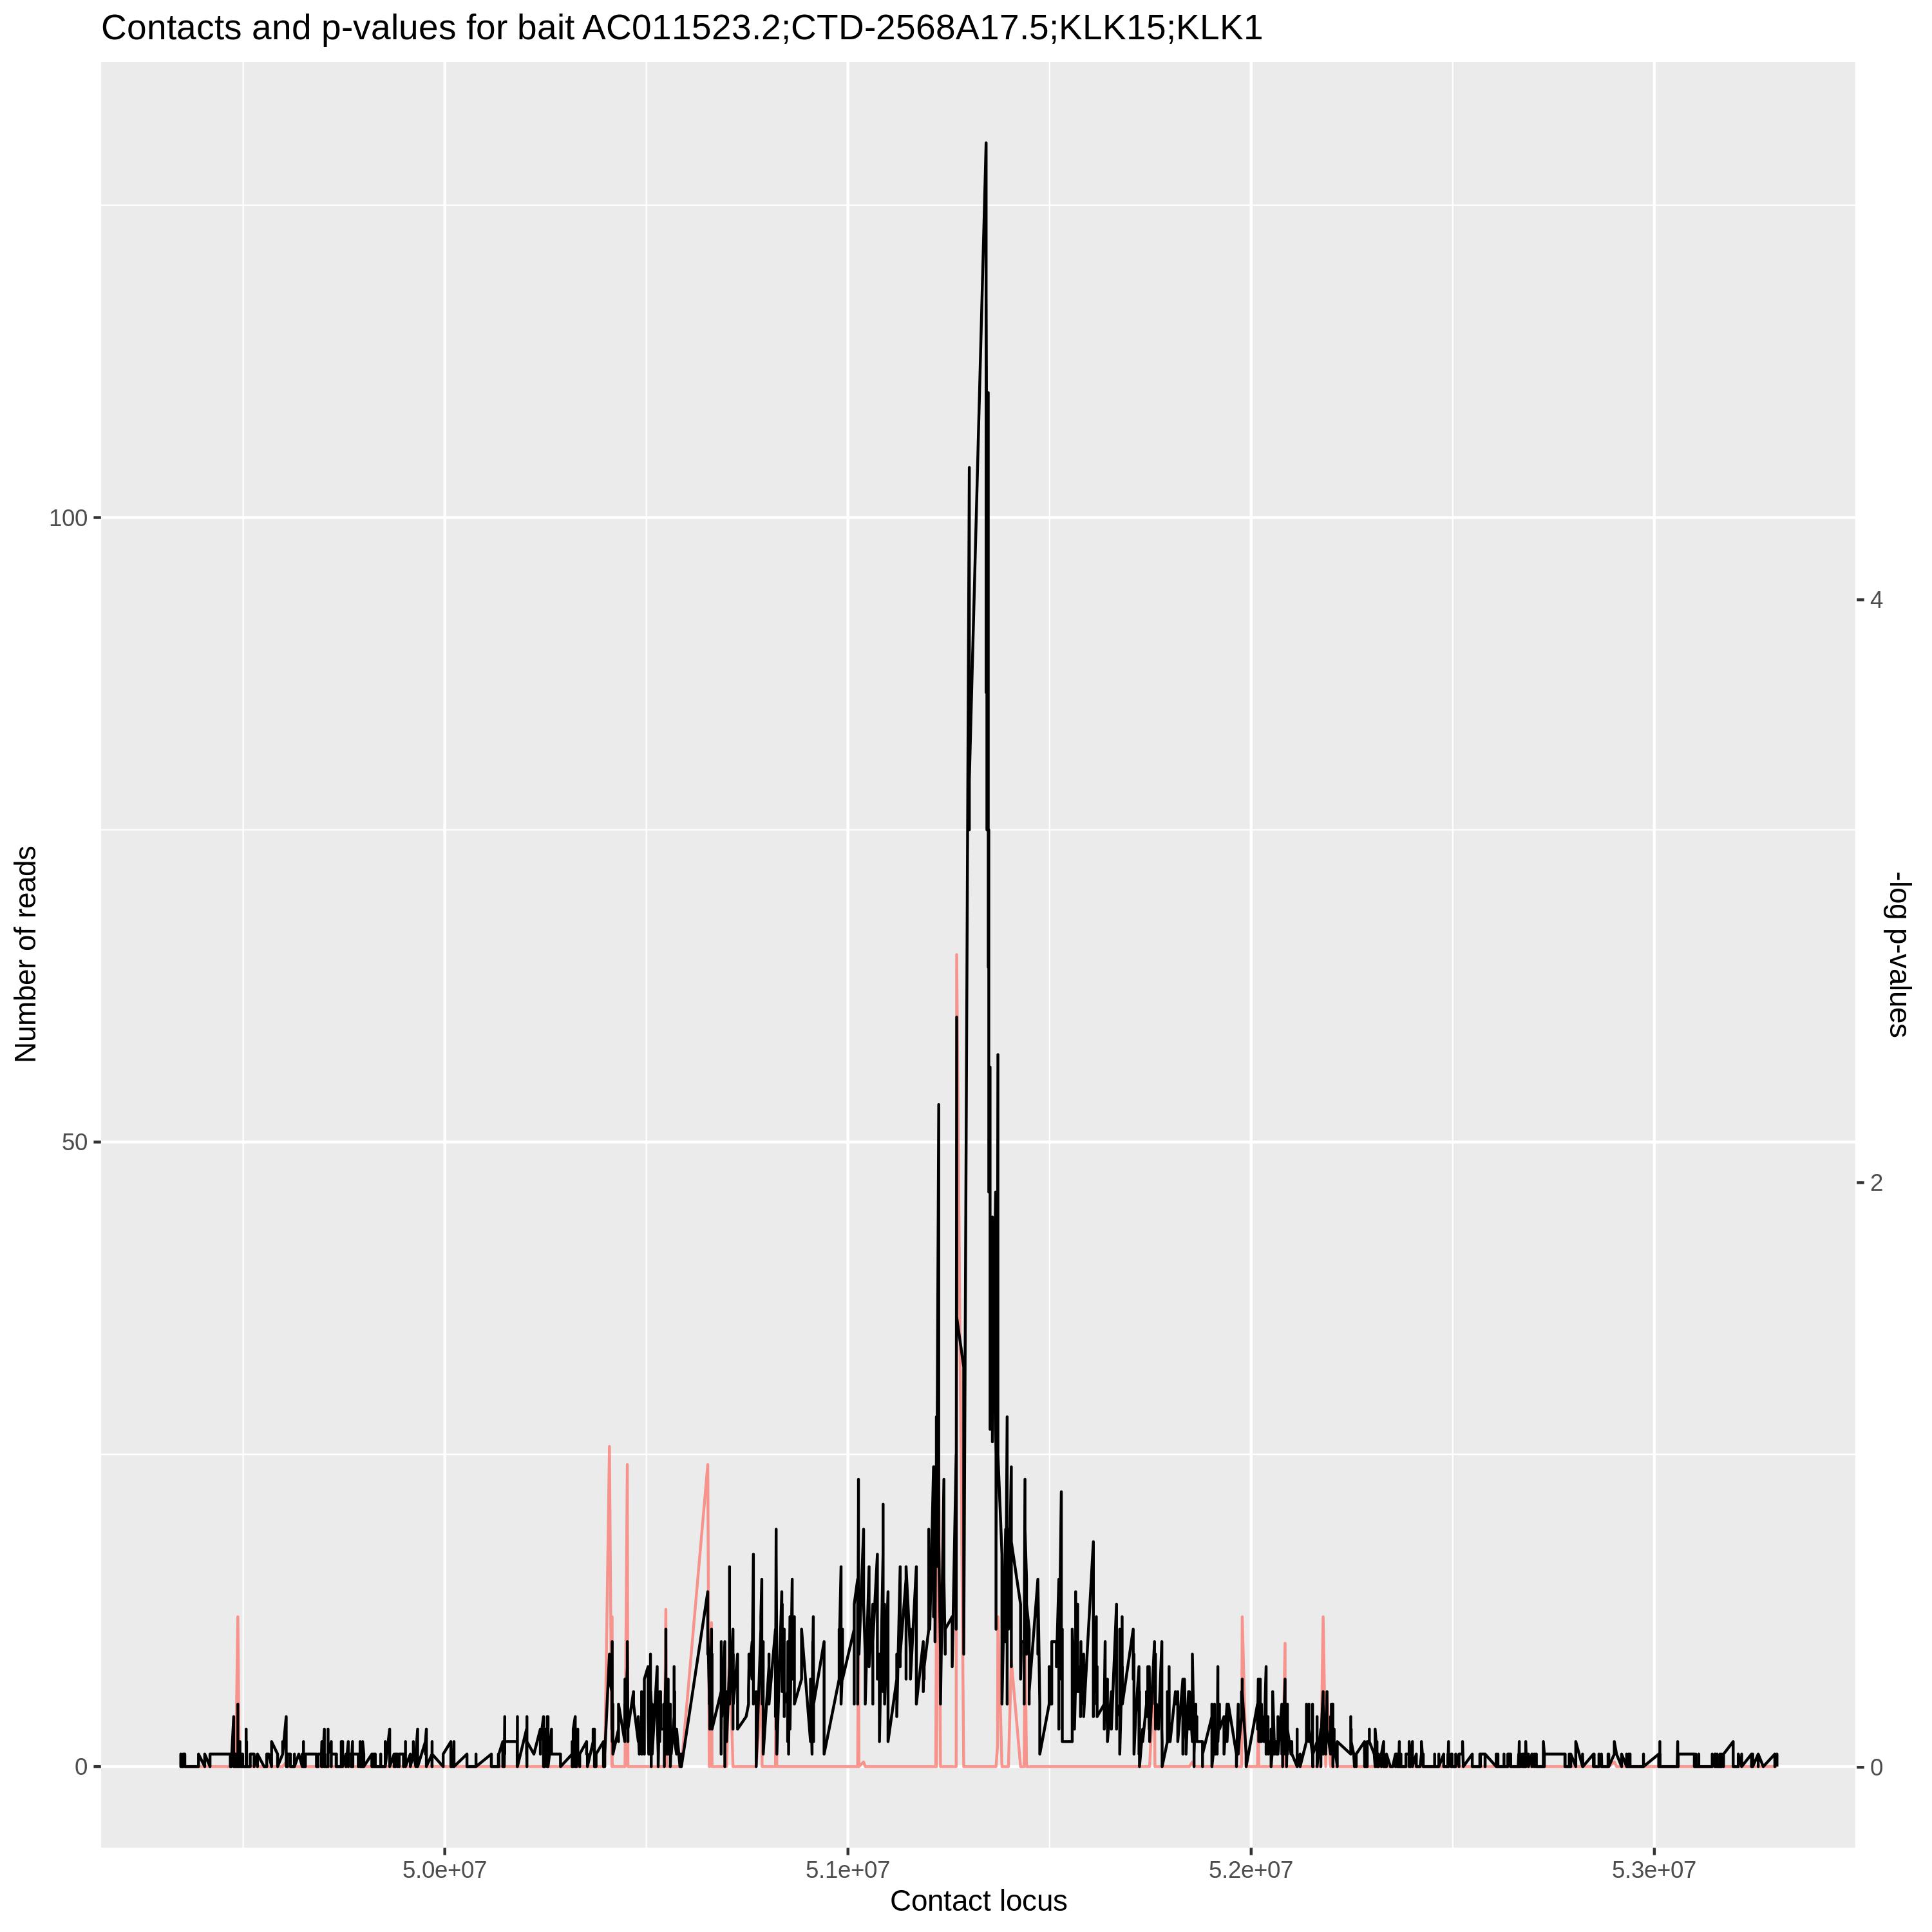 Contacts and p-values for bait AC011523.2;CTD-2568A17.5;KLK15;KLK1
100
50
0
Number of reads
4
2
0
-log p-values
5.0e+07 5.1e+07 5.2e+07 5.3e+07
Contact locus